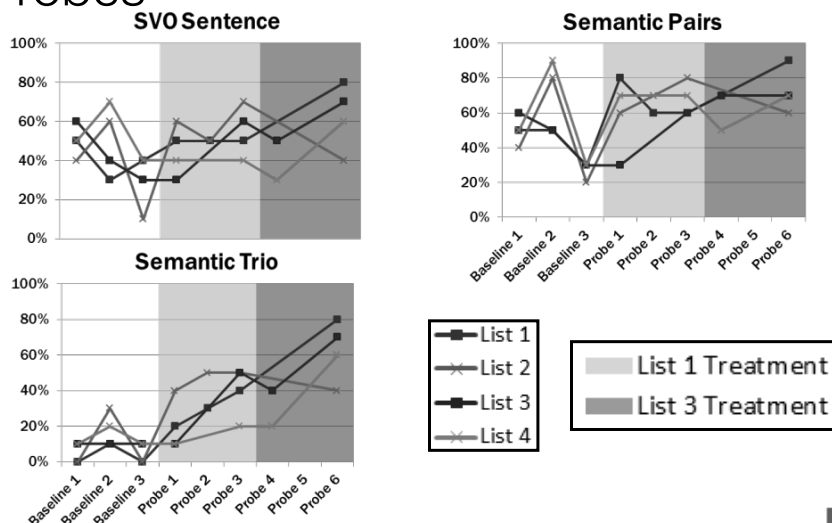 SVO Sentence
100%
80%
60%
40%
20%
0%
Semantic Pairs
100%
80%
60%
40%
20%
0%
Baseline 1
Baseline 2
Baseline 3
Probe 1
Probe 2
Probe 3
Probe 4
Probe 5
Probe 6
Semantic Trio
100%
80%
60%
40%
20%
0%
Baseline 1
Baseline 2
Baseline 3
Probe 1
Probe 2
Probe 3
Probe 4
Probe 5
Probe 6
List 1
List 2
List 3
List 4
List 1 Treatment
List 3 Treatment